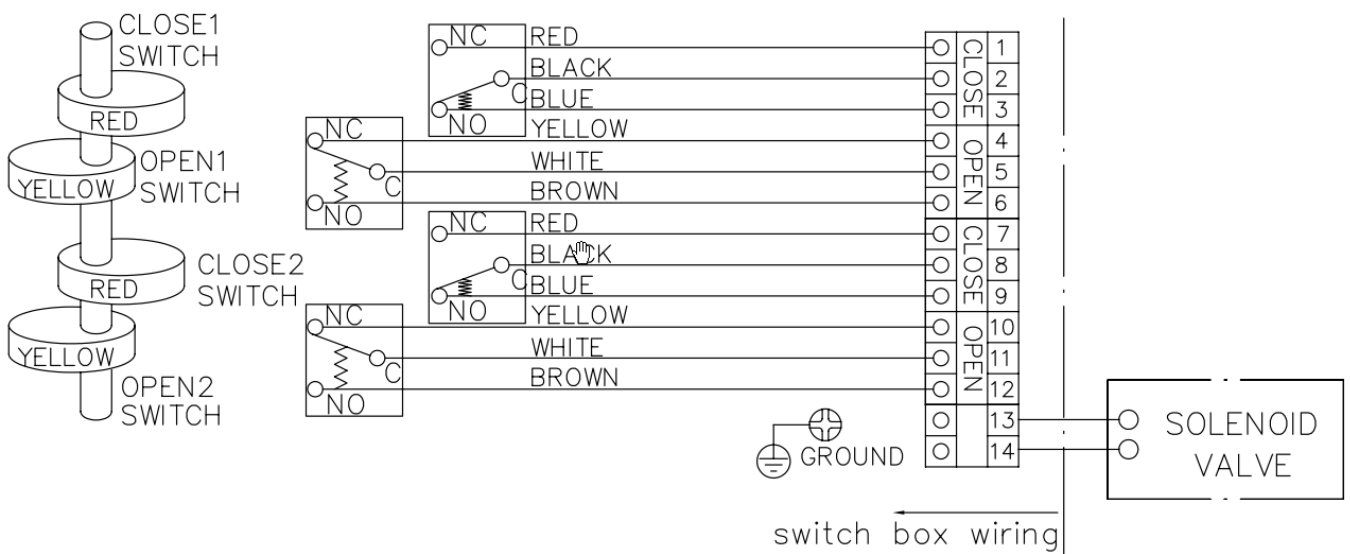 CLOSE1
SWITCH
RED
OPEN1
SWITCH
YELLOW
CLOSE2
SWITCH
RED
YELLOW
OPEN2
SWITCH
NC
C
NO
NC
C
NO
NC
C
NO
NC
C
NO
RED
BLACK
BLUE
YELLOW
WHITE
BROWN
RED
BLACK
BLUE
YELLOW
WHITE
BROWN
CLOSE
OPEN
CLOSE
OPEN
1
2
3
4
5
6
7
8
9
10
11
12
13
14
GROUND
SOLENOID
VALVE
switch box wiring